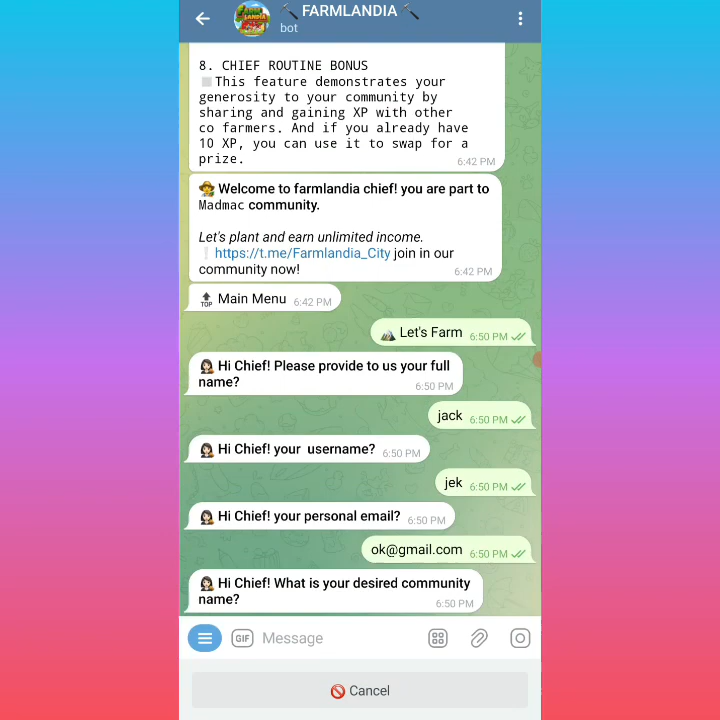 FARMLANDIA
bot
8. CHIEF ROUTINE BONUS
This feature demonstrates your
generosity to your community by
sharing and gaining XP with other
co farmers. And if you already have
10 XP, you can use it to swap for a
prize.
6:42 PM
Welcome to farmlandia chief! you are part to
Madmac community.
Let's plant and earn unlimited income.
https://t.me/Farmlandia_City join in our
community now!
6:42 PM
TOP Main Menu 6:42 PM
Let's Farm 6:50 PM
Hi Chief! Please provide to us your full
name?
6:50 PM
jack 6:50 PM
Hi Chief! your username? 6:50 PM
jek 6:50 PM
Hi Chief! your personal email? 6:50 PM
ok@gmail.com 6:50 PM
Hi Chief! What is your desired community
name?
6:50 PM
GIF Message
Cancel